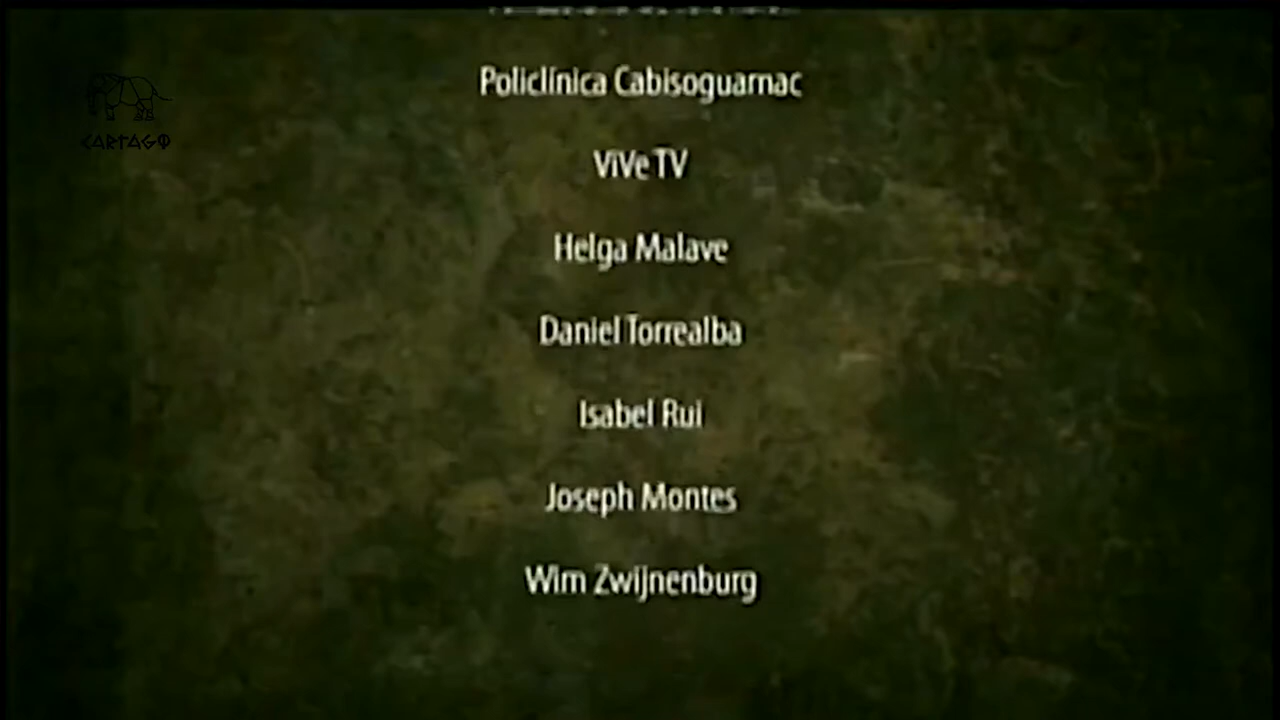 CARTAGO
Policlínica Cabisoguarnac
ViVe TV
Helga Malave
Daniel Torrealba
Isabel Rui
Joseph Montes
Wim Zwijnenburg